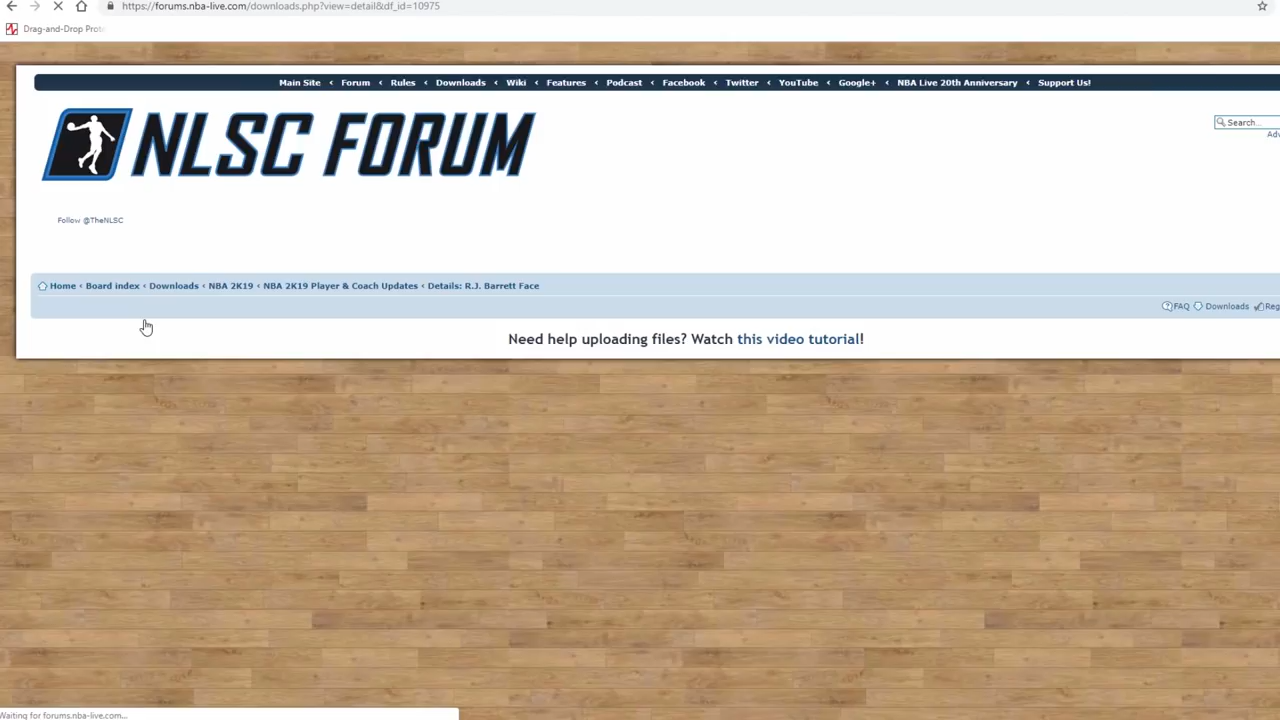 https://forums.nba-live.com/downloads.php?view=detail&df_id=10975
Drag-and-Drop
Main Site ‹ Forum ‹ Rules ‹ Downloads ‹ Wiki ‹ Features ‹ Podcast ‹ Facebook ‹ Twitter ‹ YouTube ‹ Google+ ‹ NBA Live 20th Anniversary ‹ Support Us!
NLSC FORUM
Search...
Follow @TheNLSC
Home ‹ Board index ‹ Downloads ‹ NBA 2K19 ‹ NBA 2K19 Player & Coach Updates ‹ Details: R.J. Barrett Face
FAQ Downloads
Need help uploading files? Watch this video tutorial!
Waiting for forums.nba-live.com...